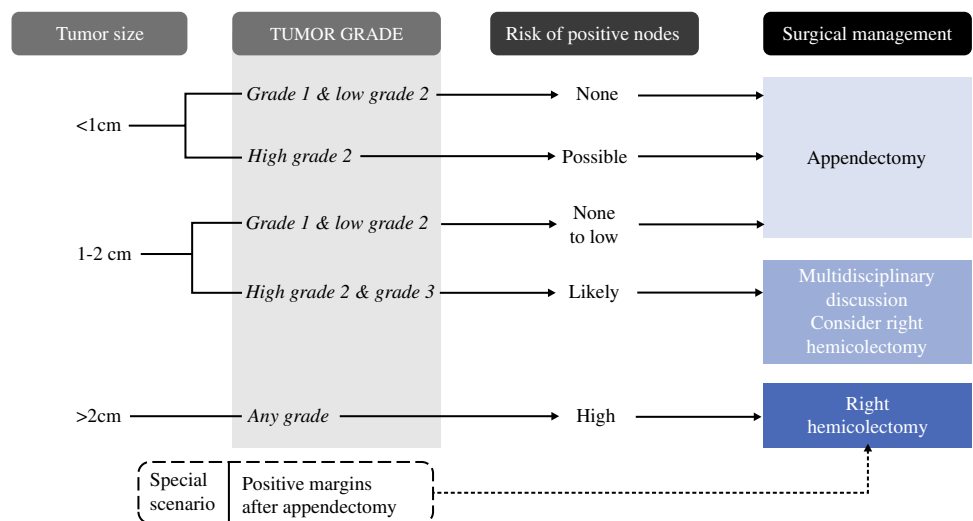 Tumor size
TUMOR GRADE
Risk of positive nodes
Surgical management
<1cm
Grade 1 & low grade 2
None
High grade 2
Possible
Appendectomy
1-2 cm
Grade 1 & low grade 2
None
to low
High grade 2 & grade 3
Likely
Multidisciplinary
discussion
Consider right
hemicolectomy
>2cm
Any grade
High
Right
hemicolectomy
Special
scenario
Positive margins
after appendectomy